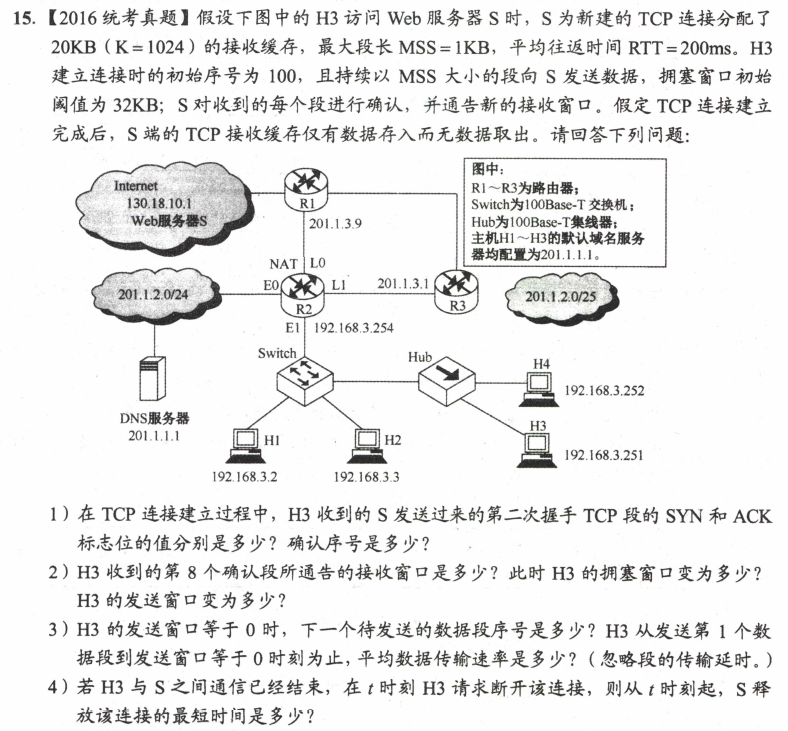 15.【2016 统考真题】假设下图中的 H3 访问 Web 服务器 S 时，S 为新建的 TCP 连接分配了
20KB（K=1024）的接收缓存，最大段长 MSS=1KB，平均往返时间 RTT=200ms。H3
建立连接时的初始序号为 100，且持续以 MSS 大小的段向 S 发送数据，拥塞窗口初始
阈值为 32KB；S 对收到的每个段进行确认，并通告新的接收窗口。假定 TCP 连接建立
完成后，S 端的 TCP 接收缓存仅有数据存入而无数据取出。请回答下列问题：
Internet
130.18.10.1
Web服务器S
R1
201.1.3.9
图中：
R1～R3为路由器；
Switch为100Base-T 交换机；
Hub为100Base-T集线器；
主机H1～H3的默认域名服务
器均配置为201.1.1.1。
NAT L0
201.1.2.0/24
E0
R2
L1
201.1.3.1
R3
201.1.2.0/25
E1 192.168.3.254
Switch
Hub
H4
192.168.3.252
DNS服务器
201.1.1.1
H1
H2
H3
192.168.3.251
192.168.3.2
192.168.3.3
1）在 TCP 连接建立过程中，H3 收到的 S 发送过来的第二次握手 TCP 段的 SYN 和 ACK
标志位的值分别是多少？确认序号是多少？
2）H3 收到的第 8 个确认段所通告的接收窗口是多少？此时 H3 的拥塞窗口变为多少？
H3 的发送窗口变为多少？
3）H3 的发送窗口等于 0 时，下一个待发送的数据段序号是多少？H3 从发送第 1 个数
据段到发送窗口等于 0 时刻为止，平均数据传输速率是多少？（忽略段的传输延时。）
4）若 H3 与 S 之间通信已经结束，在 t 时刻 H3 请求断开该连接，则从 t 时刻起，S 释
放该连接的最短时间是多少？